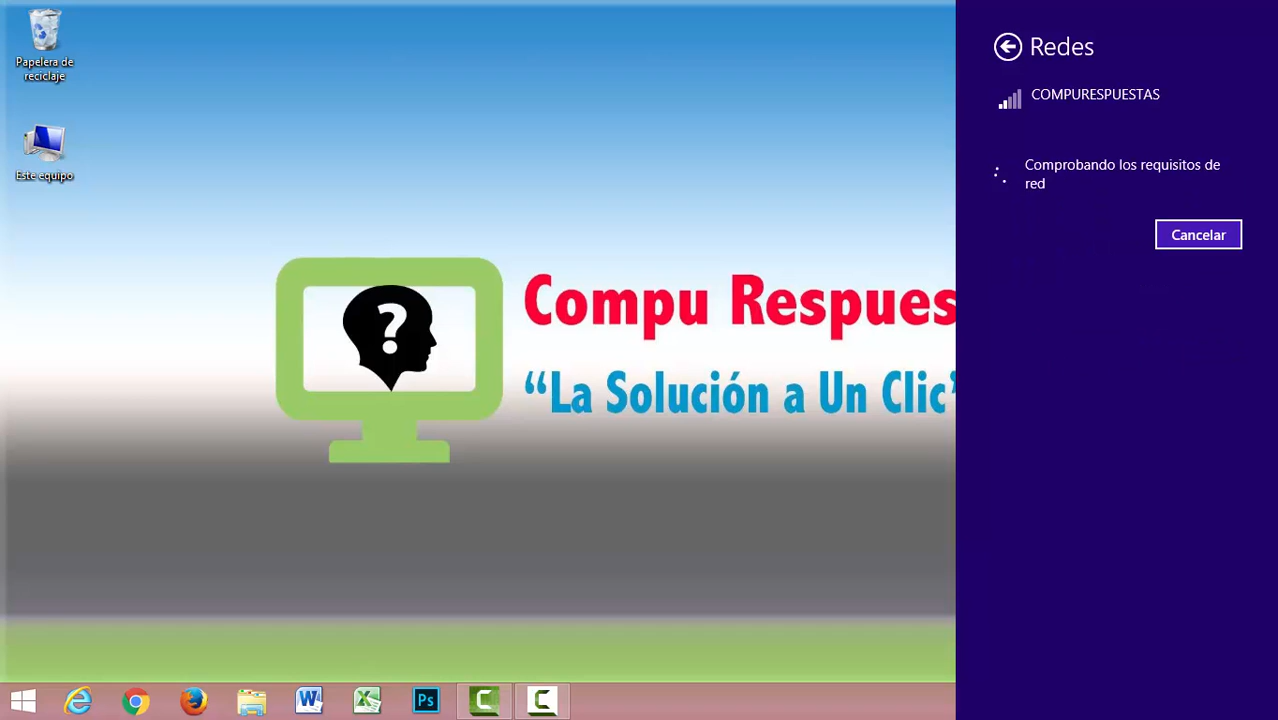 Papelera de
reciclaje
Este equipo
?
Compu Respues
“La Solución a Un Clic”
Redes
COMPURESPUESTAS
Comprobando los requisitos de
red
Cancelar
Ps